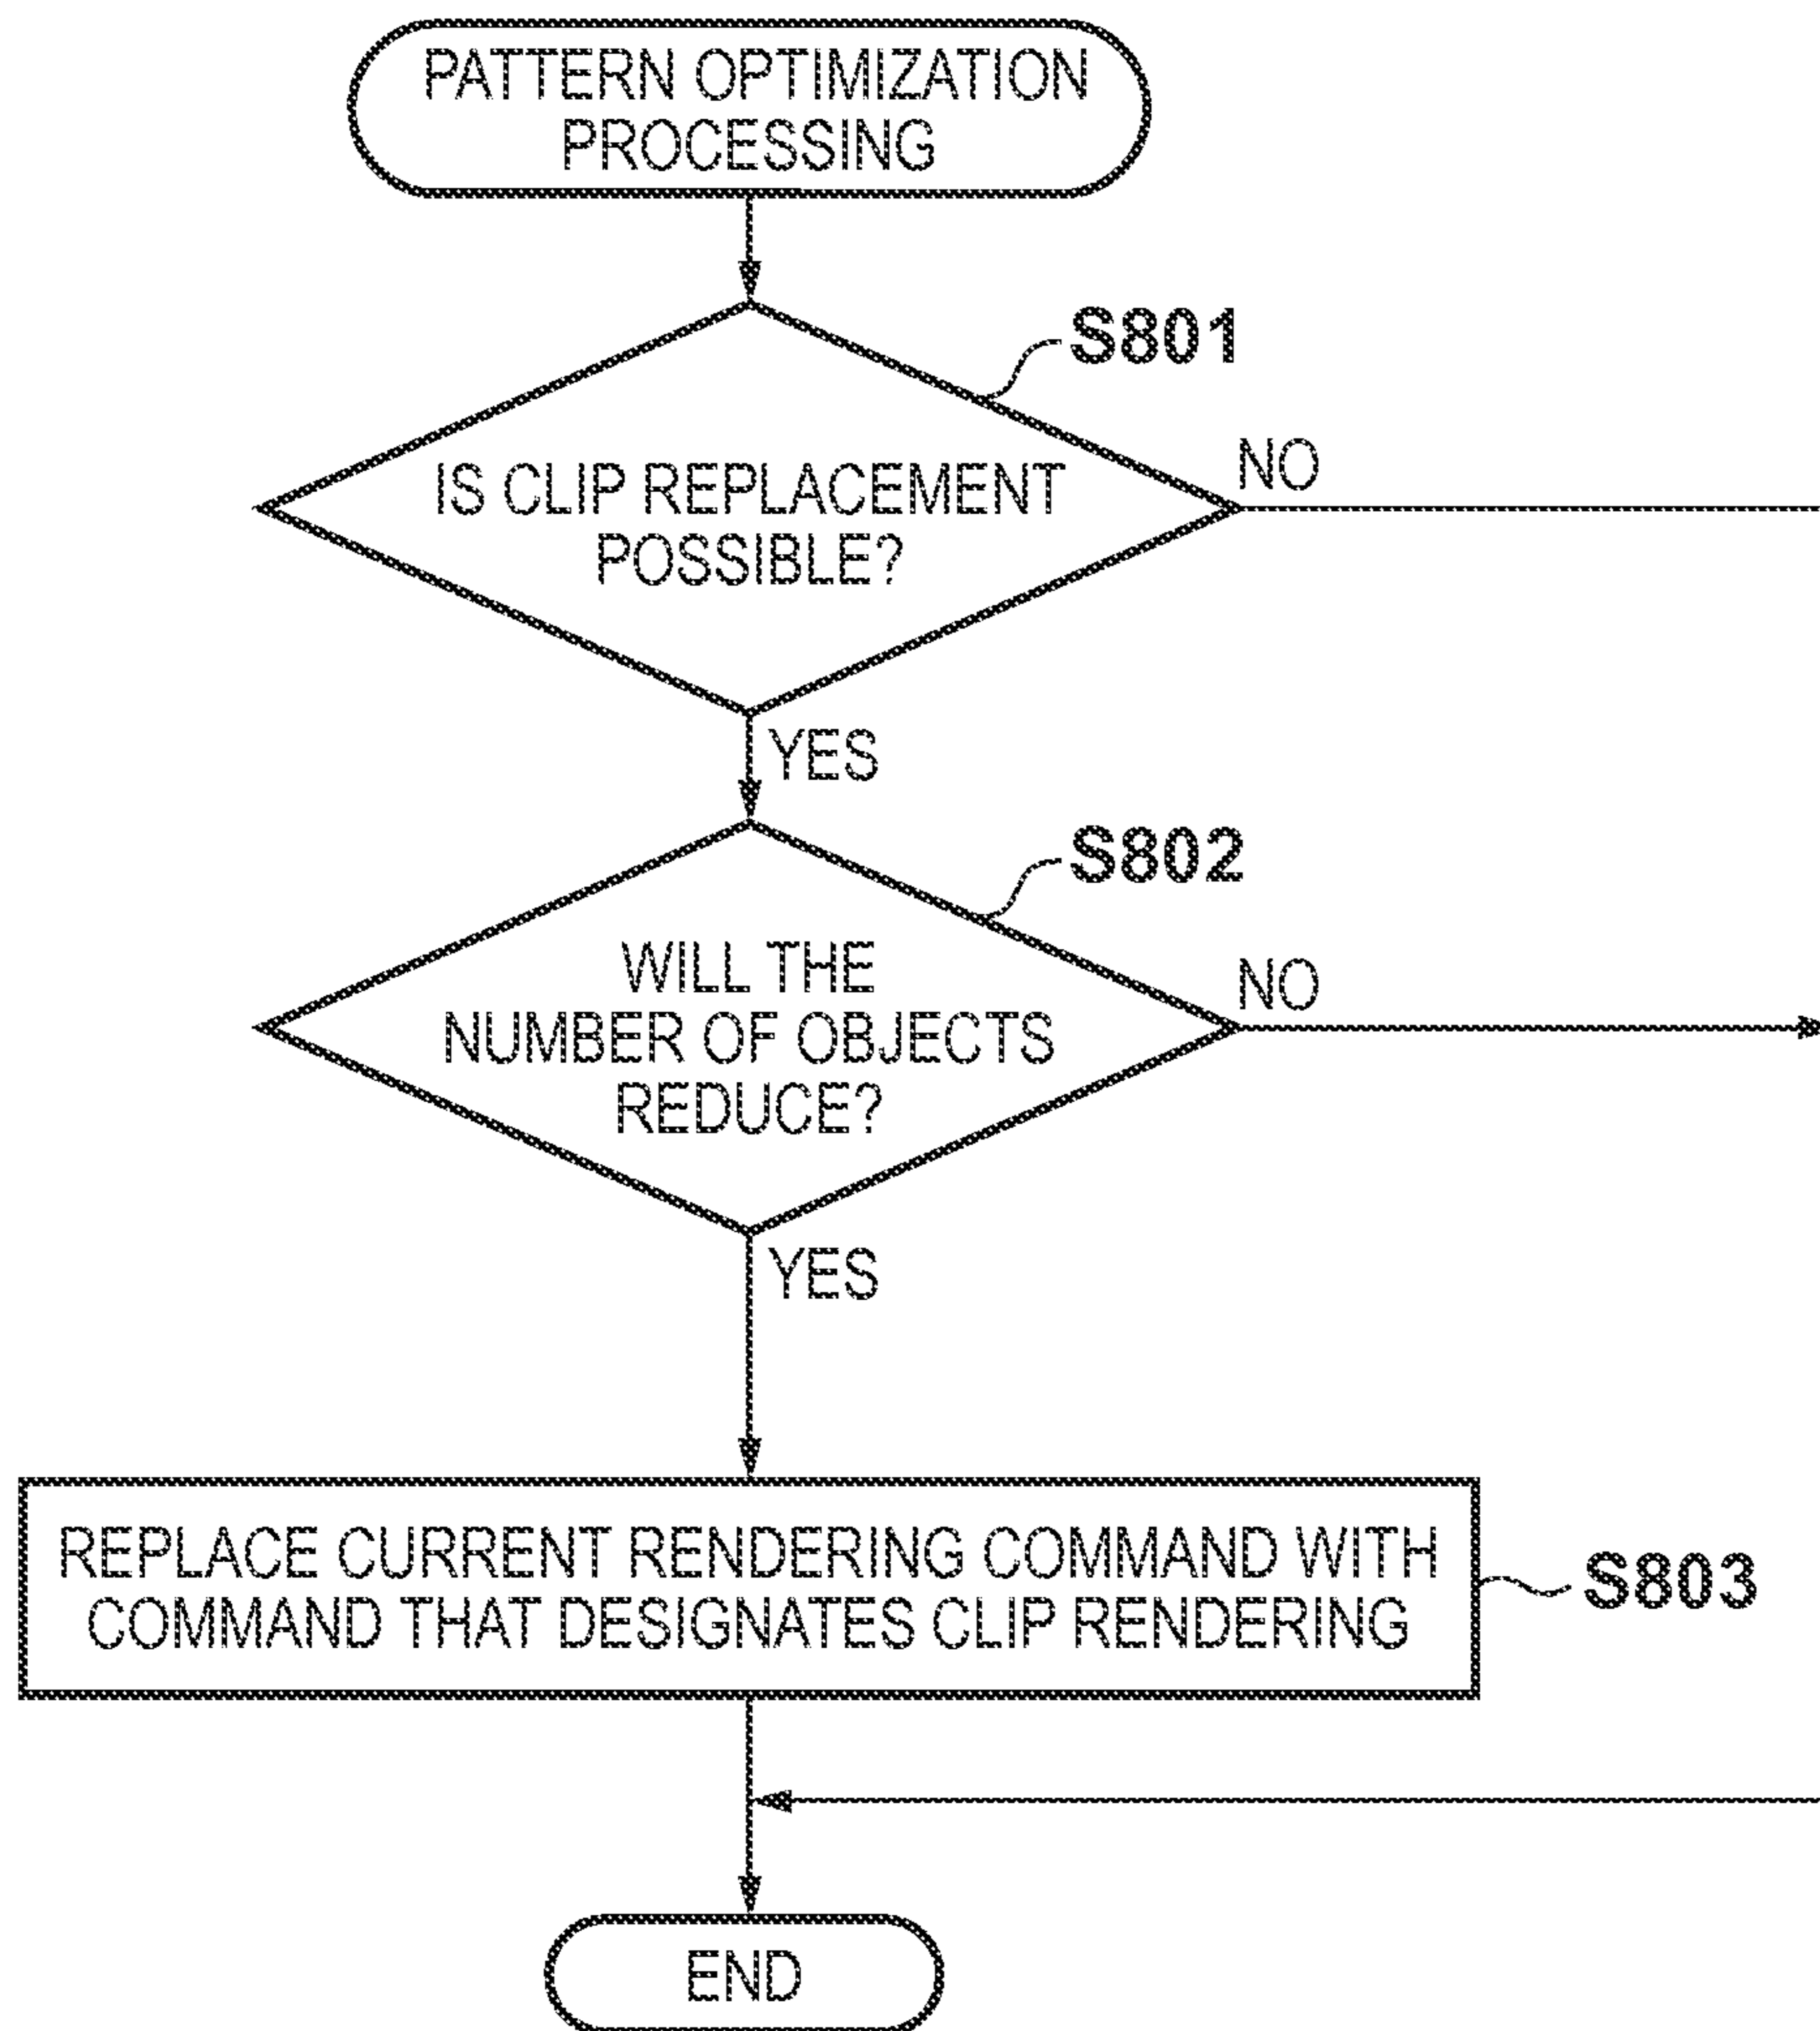 PATTERN OPTIMIZATION
PROCESSING
S801
IS CLIP REPLACEMENT
POSSIBLE?
NO
YES
S802
WILL THE
NUMBER OF OBJECTS
REDUCE?
NO
YES
REPLACE CURRENT RENDERING COMMAND WITH
COMMAND THAT DESIGNATES CLIP RENDERING
S803
END